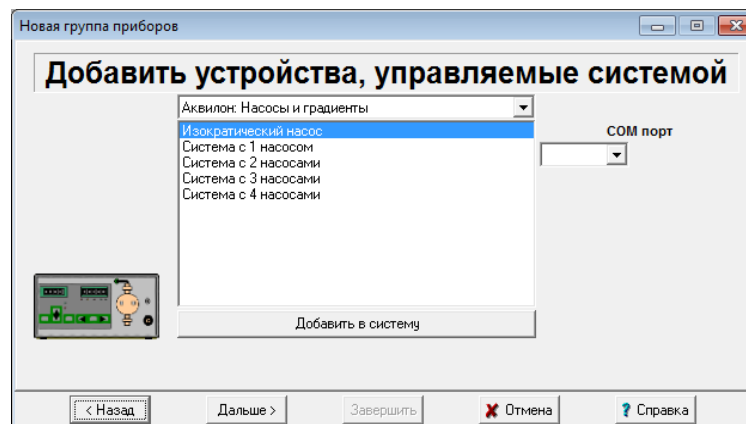 Новая группа приборов
Добавить устройства, управляемые системой
Аквилон: Насосы и градиенты
Изократический насос
Система с 1 насосом
Система с 2 насосами
Система с 3 насосами
Система с 4 насосами
COM порт
Добавить в систему
< Назад
Дальше >
Завершить
Отмена
? Справка